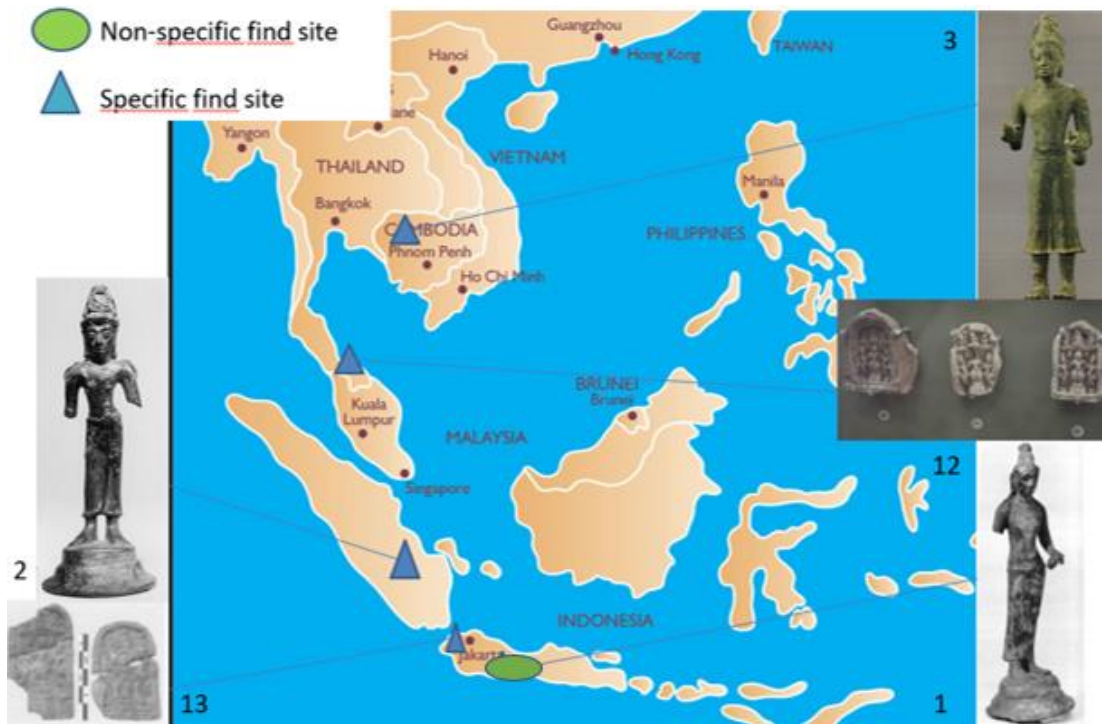 Non-specific find site
Specific find site
3
Guangzhou
Hong Kong
TAIWAN
Hanoi
ane
Yangon
THAILAND
VIETNAM
Manila
Bangkok
CAMBODIA
PHILIPPINES
Phnom Penh
Ho Chi Minh
BRUNEI
Brunei
Kuala
Lumpur
MALAYSIA
12
Singapore
2
INDONESIA
Jakarta
13
1